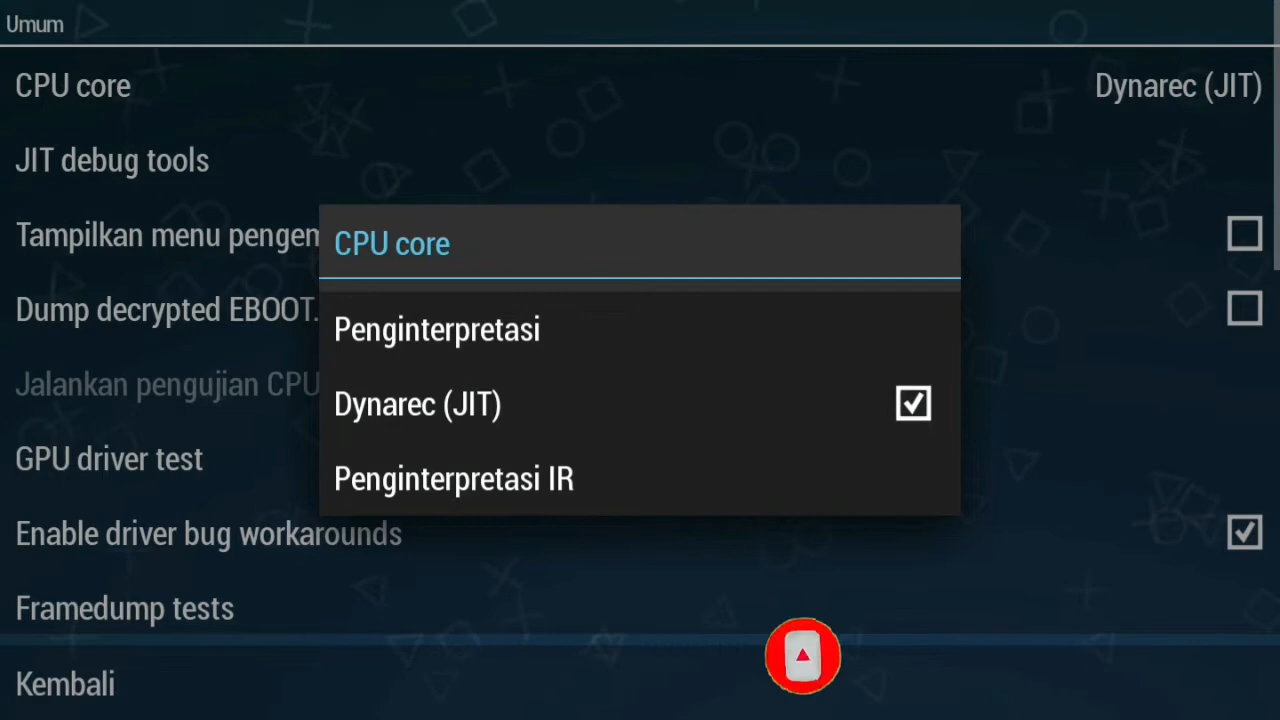 Umum
CPU core
Dynarec (JIT)
JIT debug tools
Tampilkan menu
Dump decrypted EBOOT.
Jalankan pengujian CPU
GPU driver test
Enable driver bug workarounds
Framedump tests
Kembali
CPU core
Penginterpretasi
Dynarec (JIT)
Penginterpretasi IR